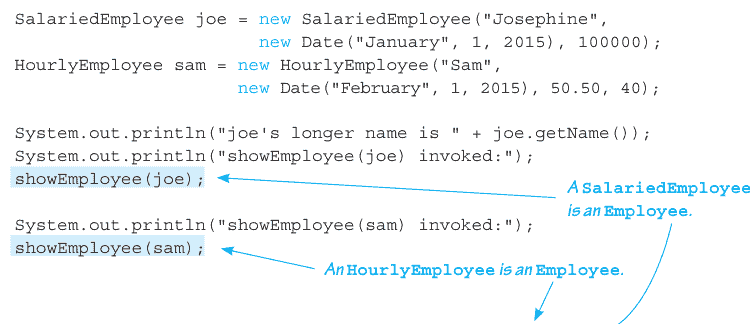 SalariedEmployee joe = new SalariedEmployee("Josephine",
new Date("January", 1, 2015), 100000);
HourlyEmployee sam = new HourlyEmployee("Sam",
new Date("February", 1, 2015), 50.50, 40);
System.out.println("joe's longer name is " + joe.getName());
System.out.println("showEmployee(joe) invoked:");
showEmployee(joe);
A SalariedEmployee
is an Employee.
System.out.println("showEmployee(sam) invoked:");
showEmployee(sam);
An HourlyEmployee is an Employee.